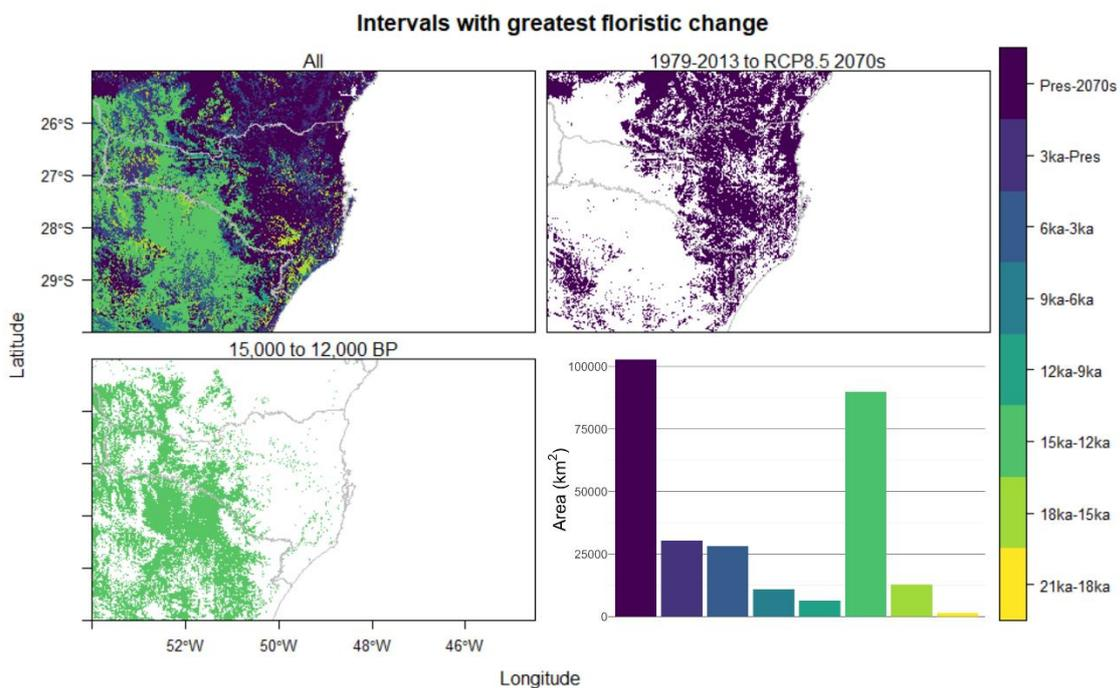 Intervals with greatest floristic change
All
1979-2013 to RCP8.5 2070s
26°S
27°S
28°S
29°S
Latitude
15,000 to 12,000 BP
52°W
50°W
48°W
46°W
Longitude
Area (km²)
100000
75000
50000
25000
0
Pres-2070s
3ka-Pres
6ka-3ka
9ka-6ka
12ka-9ka
15ka-12ka
18ka-15ka
21ka-18ka